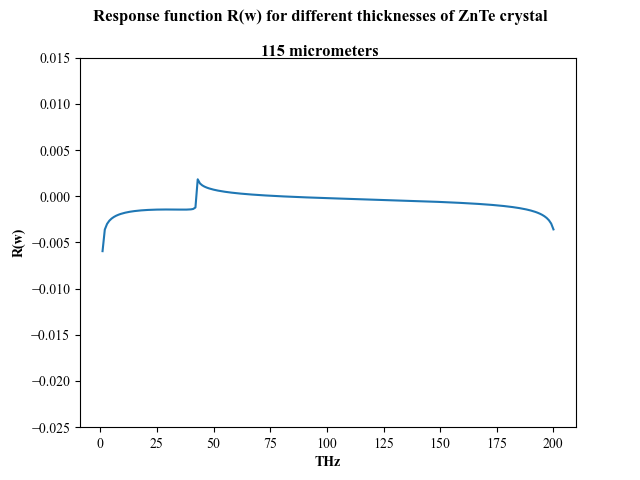 Response function R(w) for different thicknesses of ZnTe crystal
115 micrometers
0.015
0.010
0.005
0.000
−0.005
−0.010
−0.015
−0.020
−0.025
R(w)
0 25 50 75 100 125 150 175 200
THz